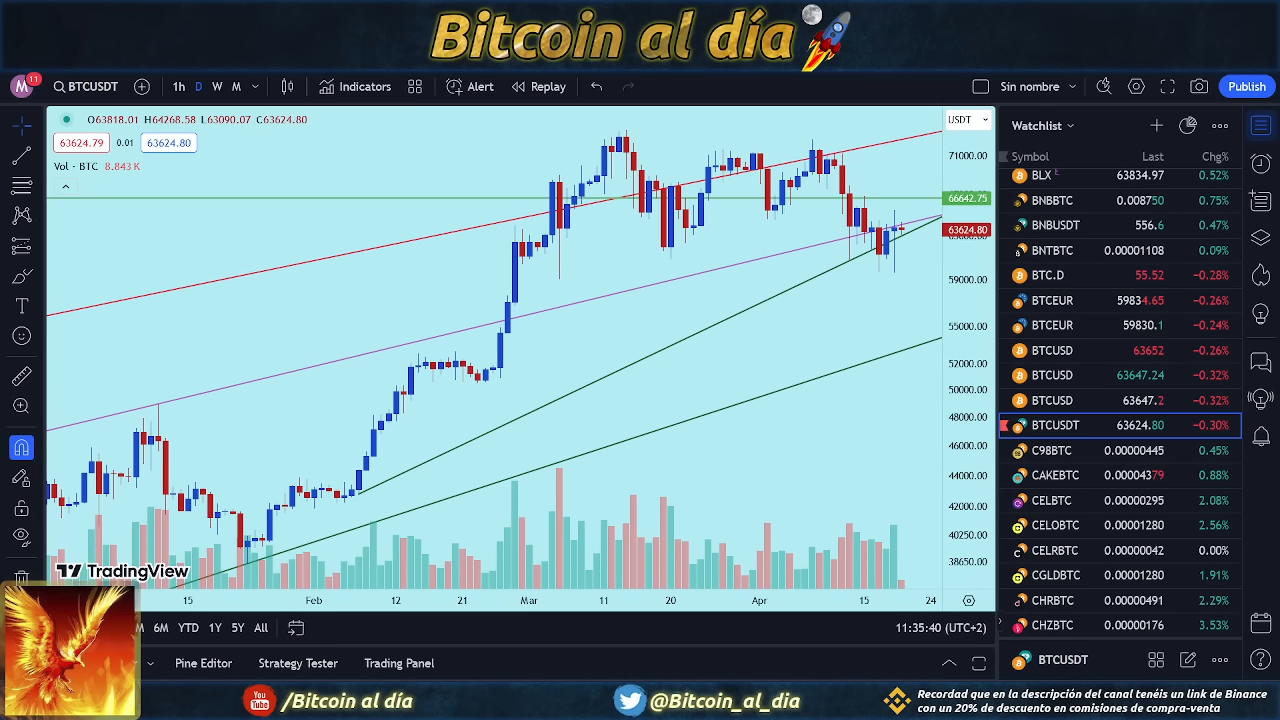 Bitcoin al día
M 11 BTCUSDT 1h D W M Indicators Alert Replay Sin nombre Publish
O63818.01 H64268.58 L63090.07 C63624.80
63624.79 0.01 63624.80
Vol · BTC 8.843 K
USDT
71000.00
66642.75
63624.80
59000.00
55000.00
52000.00
50000.00
48000.00
46000.00
44000.00
42000.00
40250.00
38650.00
TradingView
15 Feb 12 21 Mar 11 20 Apr 15 24
Watchlist
Symbol Last Chg%
BLX E 63834.97 0.52%
BNBBTC 0.008750 0.75%
BNBUSDT 556.6 0.47%
BNTBTC 0.00001108 0.09%
BTC.D 55.52 −0.28%
BTCEUR 59834.65 −0.26%
BTCEUR 59830.1 −0.24%
BTCUSD 63652 −0.26%
BTCUSD 63647.24 −0.32%
BTCUSD 63647.2 −0.32%
BTCUSDT 63624.80 −0.30%
C98BTC 0.00000445 0.45%
CAKEBTC 0.00004379 0.88%
CELBTC 0.00000295 2.08%
CELOBTC 0.00001280 2.56%
CELRBTC 0.00000042 0.00%
CGLDBTC 0.00001280 1.91%
CHRBTC 0.00000491 2.29%
CHZBTC 0.00000176 3.53%
M 6M YTD 1Y 5Y All 11:35:40 (UTC+2)
Pine Editor Strategy Tester Trading Panel
BTCUSDT
You Tube /Bitcoin al día
@Bitcoin_al_dia
Recordad que en la descripción del canal tenéis un link de Binance
con un 20% de descuento en comisiones de compra-venta